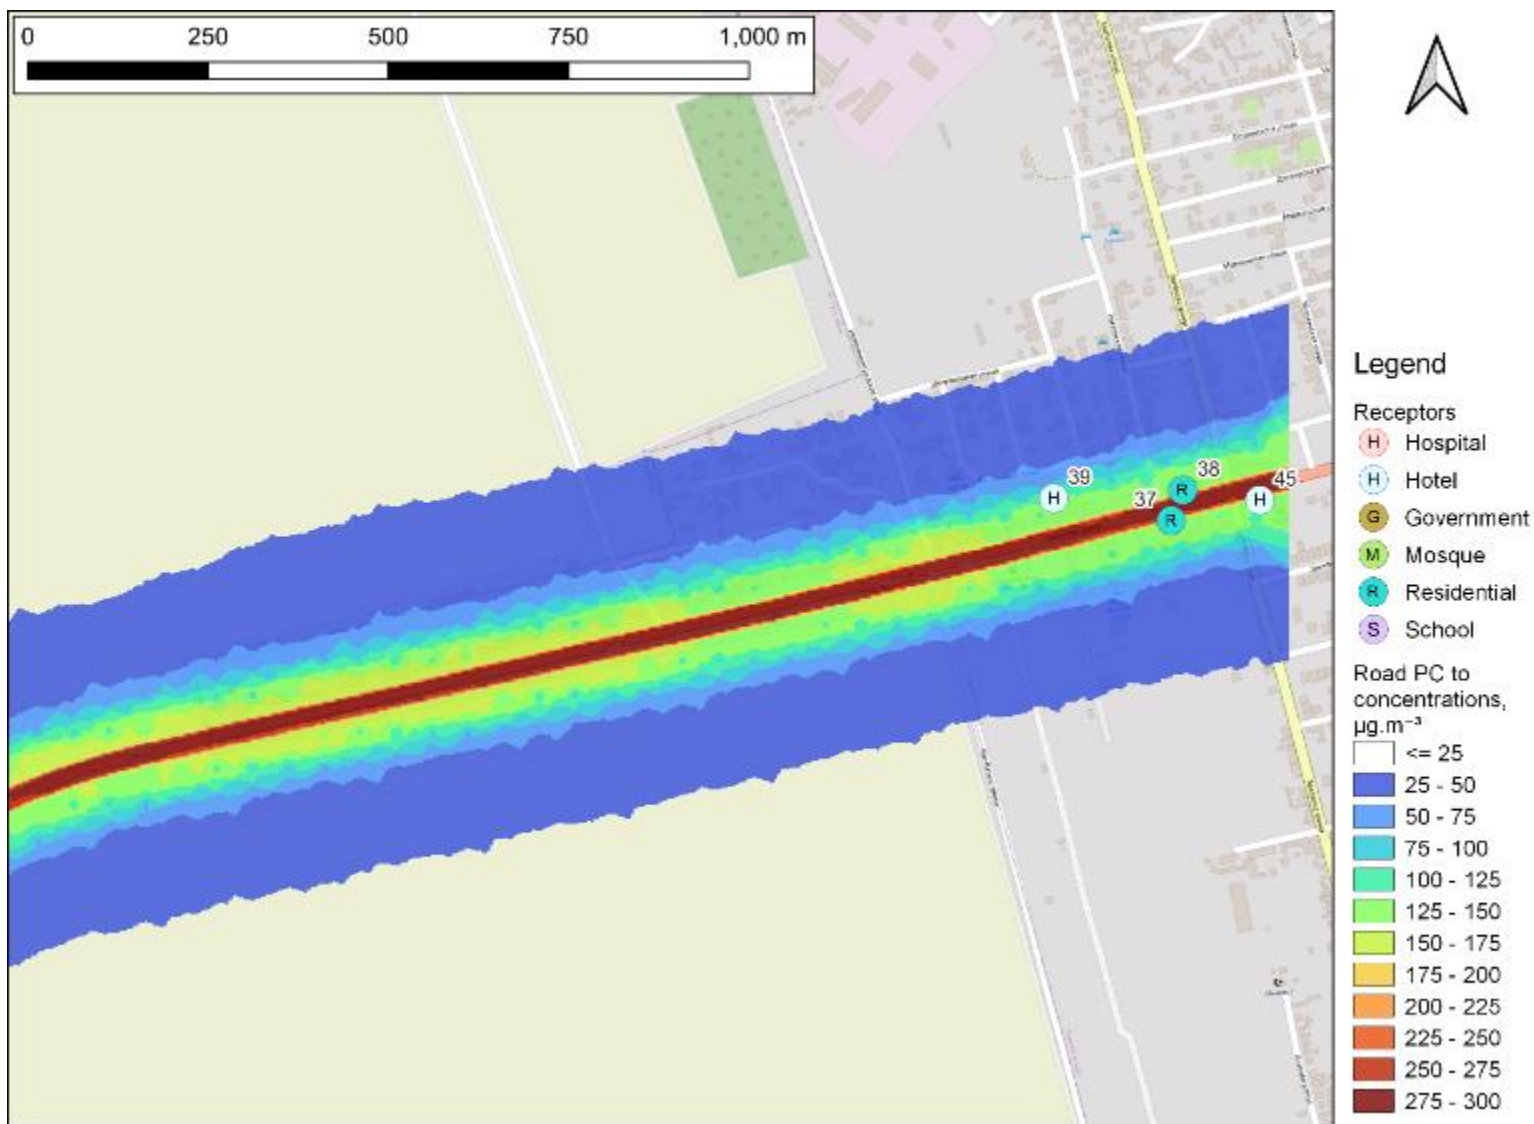 0 250 500 750 1,000 m
39
38
37
45
H
R
R
H
Legend
Receptors
H Hospital
H Hotel
G Government
M Mosque
R Residential
S School
Road PC to
concentrations,
µg.m⁻³
<= 25
25 - 50
50 - 75
75 - 100
100 - 125
125 - 150
150 - 175
175 - 200
200 - 225
225 - 250
250 - 275
275 - 300